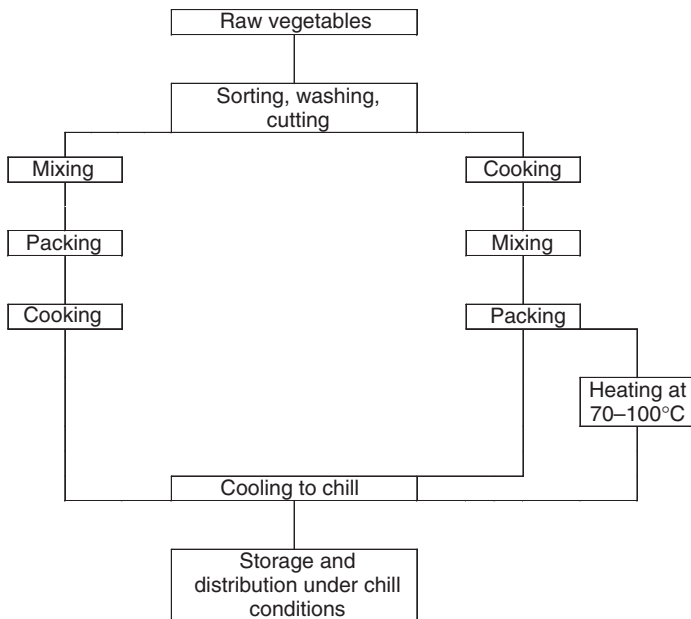 Raw vegetables
Sorting, washing,
cutting
Mixing
Cooking
Packing
Mixing
Cooking
Packing
Heating at
70–100°C
Cooling to chill
Storage and
distribution under chill
conditions